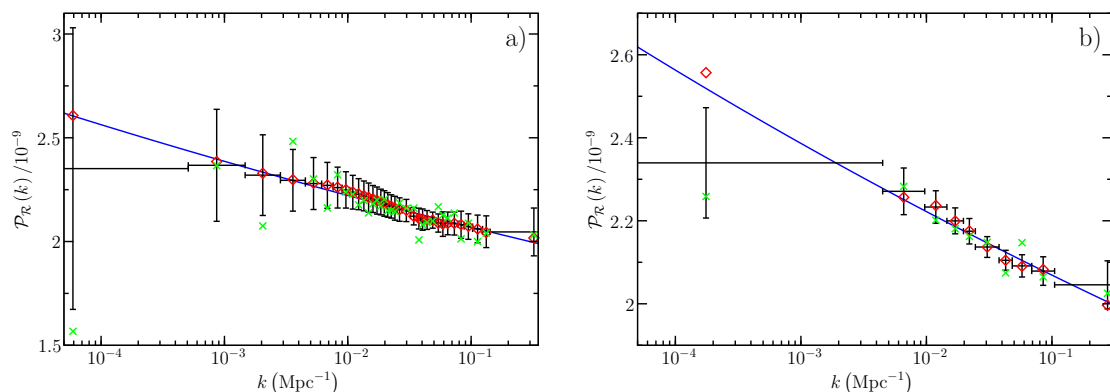 a)
3
2.5
2
1.5
10⁻⁴
10⁻³
10⁻²
10⁻¹
k (Mpc⁻¹)
𝒫_ℛ (k) /10⁻⁹
b)
2.6
2.4
2.2
2
10⁻⁴
10⁻³
10⁻²
10⁻¹
k (Mpc⁻¹)
𝒫_ℛ (k) /10⁻⁹